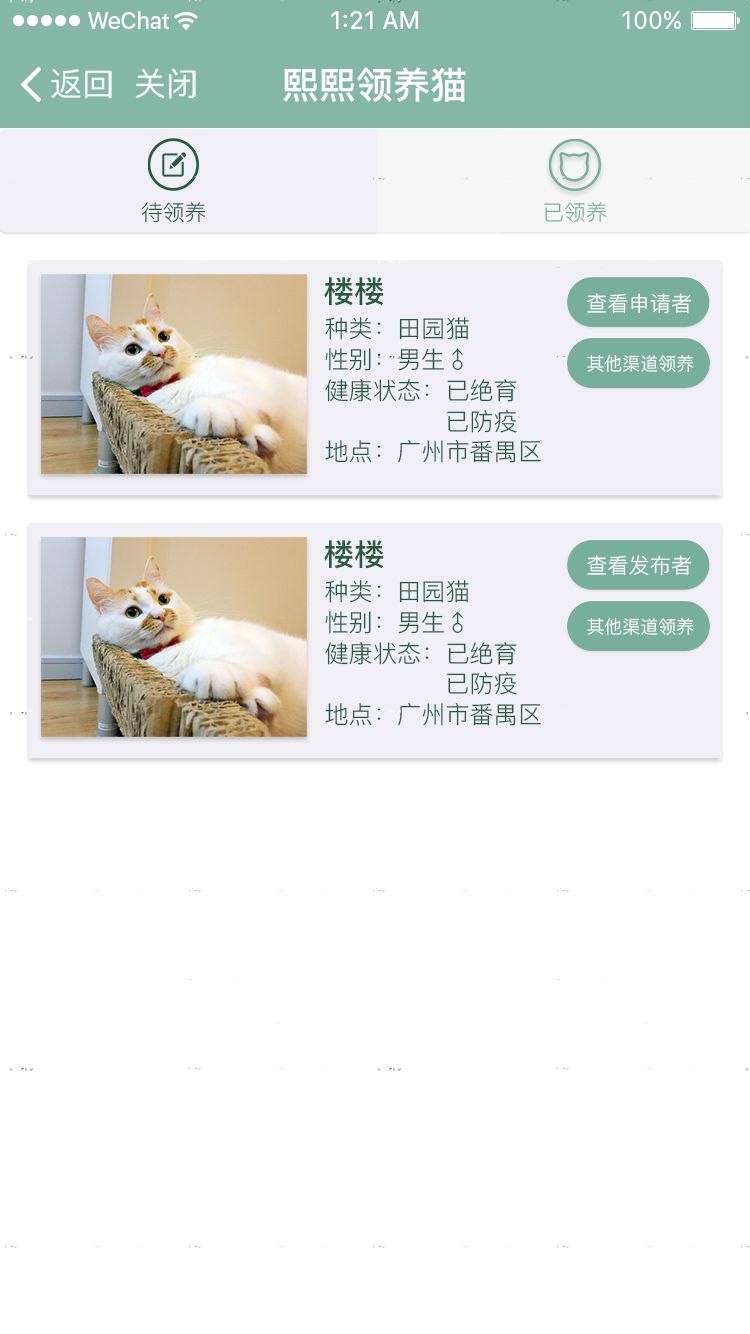 WeChat 1:21 AM 100%
返回 关闭 熙熙领养猫
待领养 已领养
楼楼
查看申请者
种类：田园猫
性别：男生♂
其他渠道领养
健康状态：已绝育
已防疫
地点：广州市番禺区
楼楼
查看发布者
种类：田园猫
性别：男生♂
其他渠道领养
健康状态：已绝育
已防疫
地点：广州市番禺区